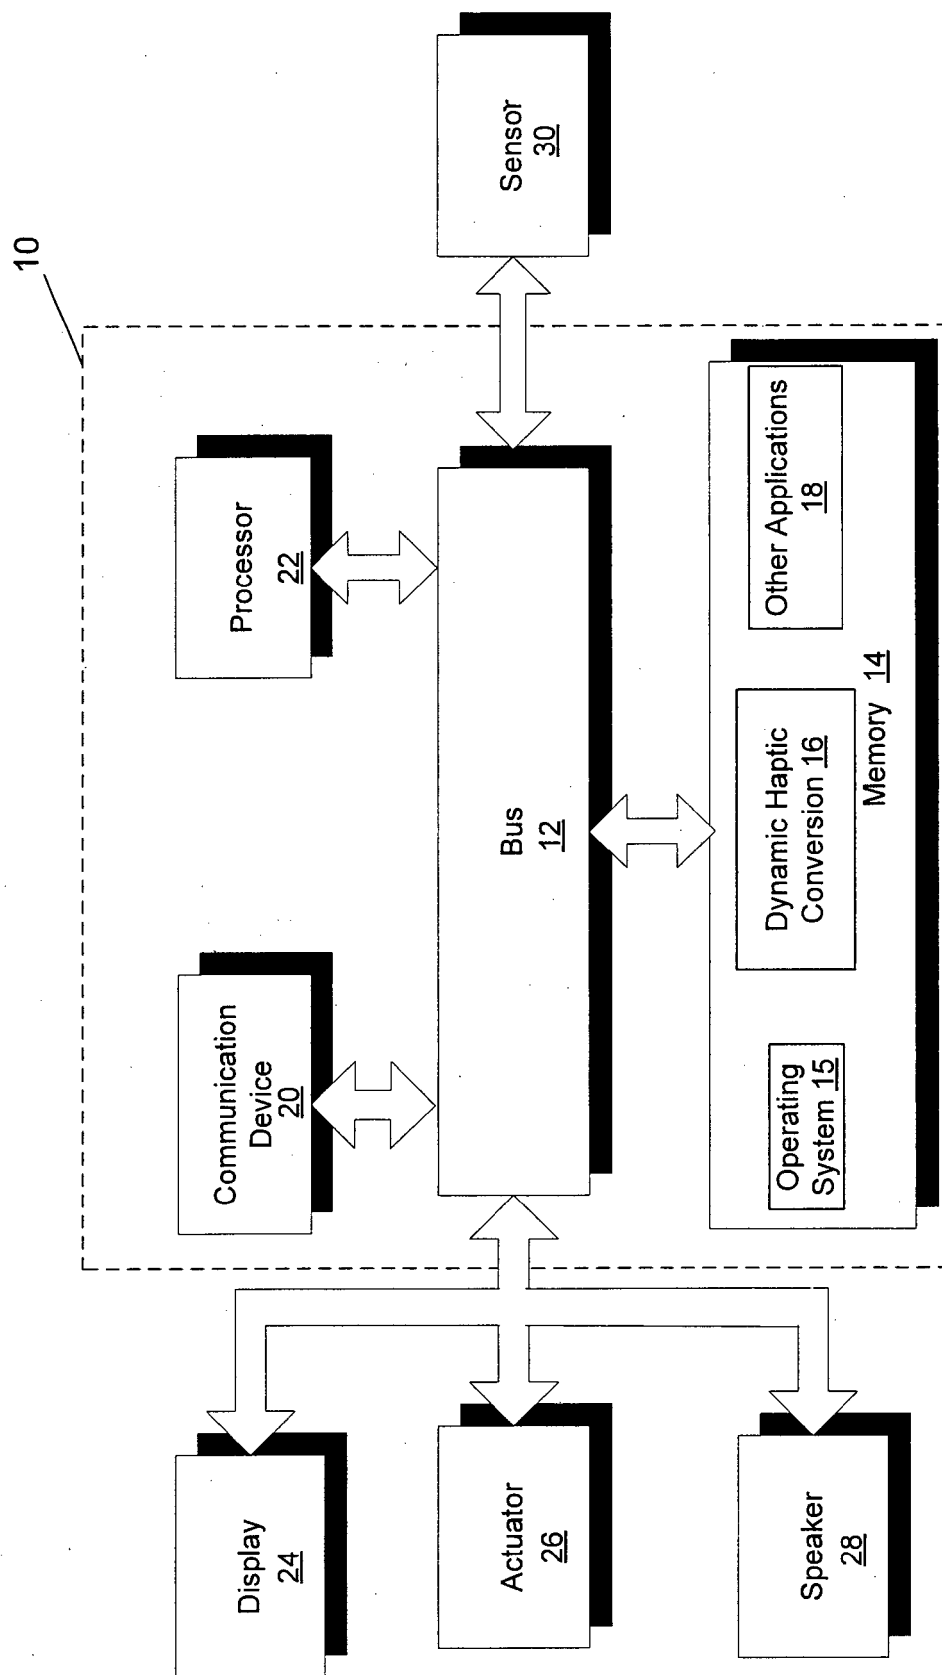 10
Communication
Device
20
Processor
22
Display
24
Actuator
26
Bus
12
Sensor
30
Speaker
28
Operating
System 15
Dynamic Haptic
Conversion 16
Other Applications
18
Memory 14